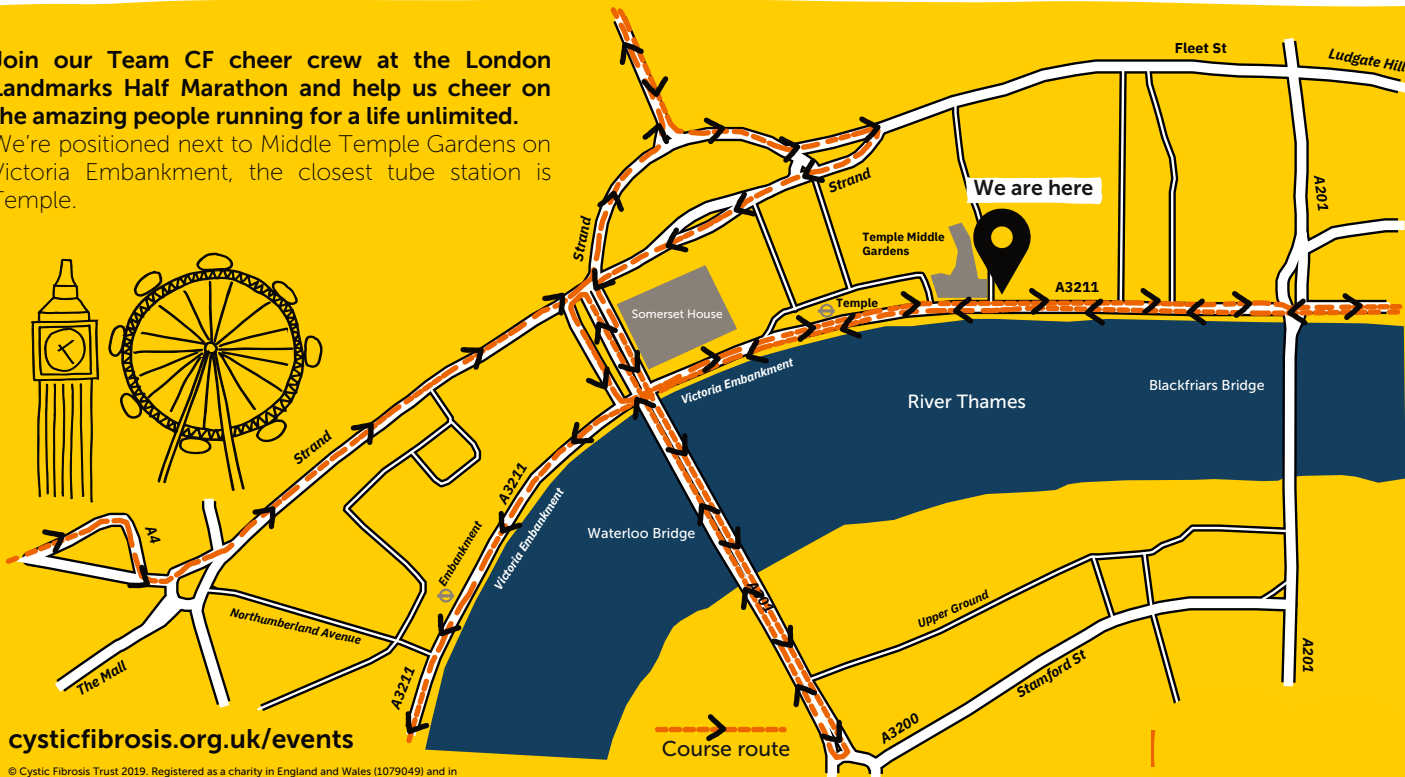 Join our Team CF cheer crew at the London
Landmarks Half Marathon and help us cheer on
the amazing people running for a life unlimited.
We’re positioned next to Middle Temple Gardens on
Victoria Embankment, the closest tube station is
Temple.
Fleet St
Ludgate Hill
A201
Strand
We are here
Strand
Temple Middle
Gardens
A3211
Temple
Somerset House
Victoria Embankment
Blackfriars Bridge
River Thames
Strand
A3211
Victoria Embankment
Embankment
Waterloo Bridge
A4
A301
Northumberland Avenue
Upper Ground
The Mall
A3211
Stamford St
A201
A3200
Course route
cysticfibrosis.org.uk/events
© Cystic Fibrosis Trust 2019. Registered as a charity in England and Wales (1079049) and in